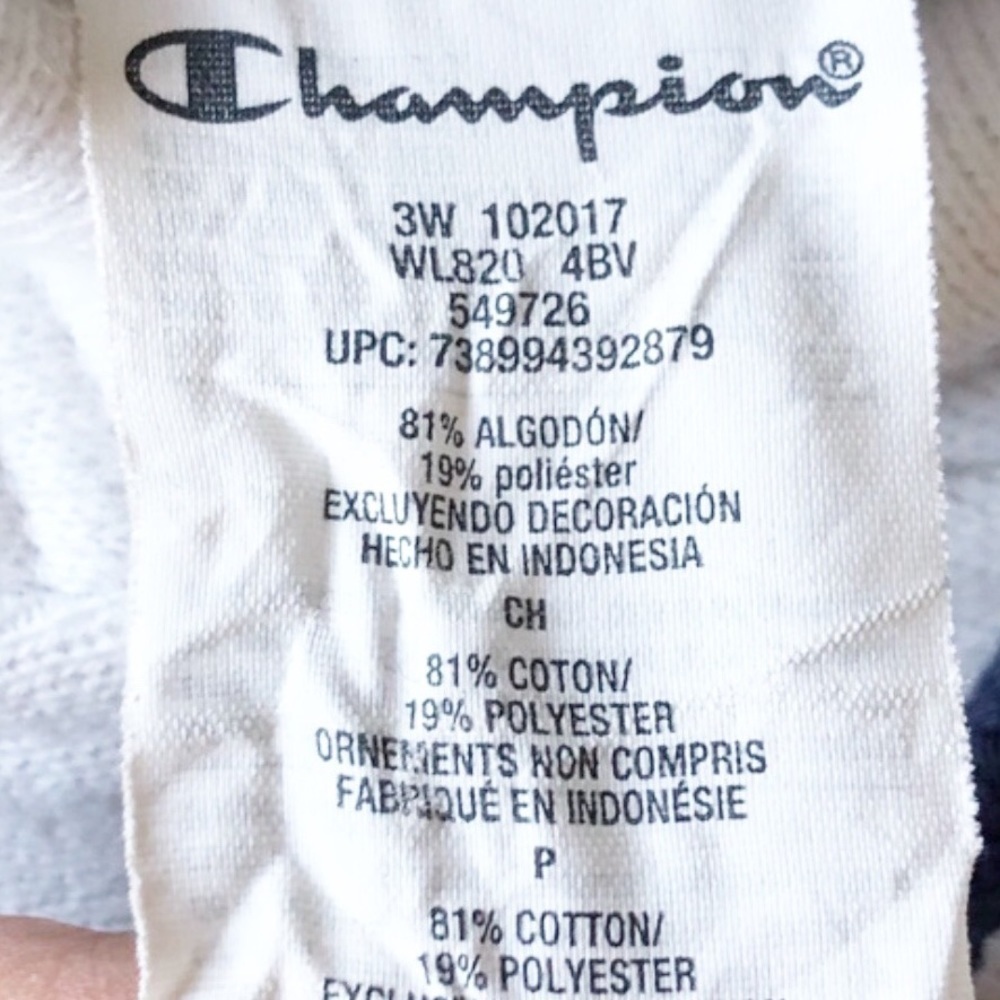 Champion®
3W 102017
WL820 4BV
549726
UPC: 738994392879
81% ALGODÓN/
19% poliéster
EXCLUYENDO DECORACIÓN
HECHO EN INDONESIA
CH
81% COTON/
19% POLYESTER
ORNEMENTS NON COMPRIS
FABRIQUÉ EN INDONÉSIE
P
81% COTTON/
19% POLYESTER